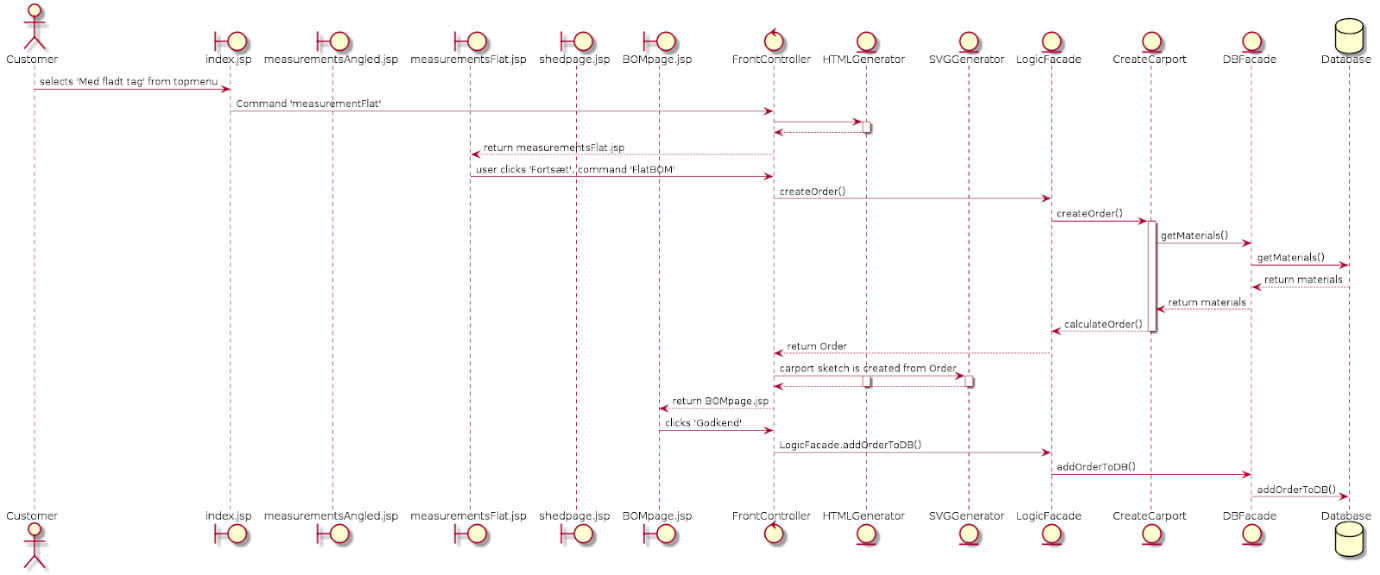 Customer index.jsp measurementsAngled.jsp measurementsFlat.jsp shedpage.jsp BOMpage.jsp FrontController HTMLGenerator SVGGenerator LogicFacade CreateCarport DBFacade Database
selects 'Med fladt tag' from topmenu
Command 'measurementFlat'
return measurementsFlat.jsp
user clicks 'Fortsæt', command 'FlatBOM'
createOrder()
createOrder()
getMaterials()
getMaterials()
return materials
return materials
calculateOrder()
return Order
carport sketch is created from Order
return BOMpage.jsp
clicks 'Godkend'
LogicFacade.addOrderToDB()
addOrderToDB()
addOrderToDB()
Customer index.jsp measurementsAngled.jsp measurementsFlat.jsp shedpage.jsp BOMpage.jsp FrontController HTMLGenerator SVGGenerator LogicFacade CreateCarport DBFacade Database